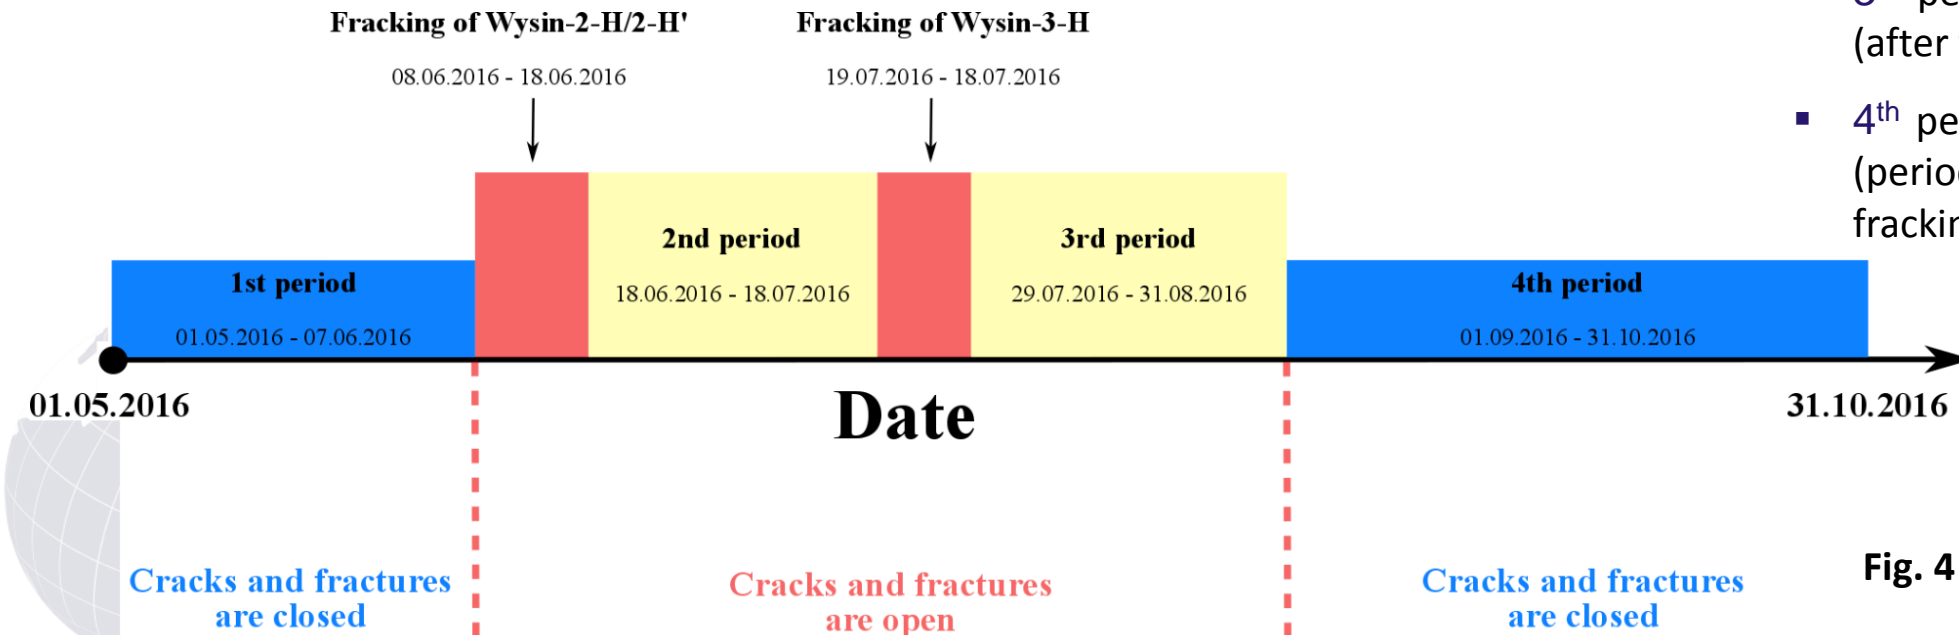 Fracking of Wysin-2-H/2-H'
08.06.2016 - 18.06.2016
Fracking of Wysin-3-H
19.07.2016 - 18.07.2016
1st period
01.05.2016 - 07.06.2016
2nd period
18.06.2016 - 18.07.2016
3rd period
29.07.2016 - 31.08.2016
4th period
01.09.2016 - 31.10.2016
01.05.2016
Date
31.10.2016
Cracks and fractures
are closed
Cracks and fractures
are open
Cracks and fractures
are closed
(after
▪ 4th pe
(perio
frackin
Fig. 4